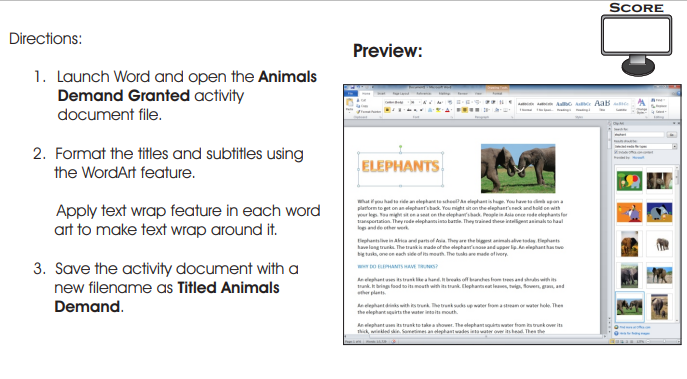 SCORE
Directions:
Preview:
1. Launch Word and open the Animals
Demand Granted activity
document file.
2. Format the titles and subtitles using
the WordArt feature.
Apply text wrap feature in each word
art to make text wrap around it.
3. Save the activity document with a
new filename as Titled Animals
Demand.
ELEPHANTS
What if you had to ride an elephant to school? An elephant is huge. You have to climb up on a
platform to get on an elephant's back. You might sit on the elephant's neck and hold on with
your legs. You might sit on a seat on the elephant's back. People in Asia once rode elephants for
transportation. They rode elephants into battle. They trained these intelligent animals to haul
logs and do other work.
Elephants live in Africa and parts of Asia. They are the biggest animals alive today. Elephants
have long trunks. The trunk is made of the elephant's nose and upper lip. An elephant has two
big tusks, one on each side of its mouth. The tusks are made of ivory.
WHY DO ELEPHANTS HAVE TRUNKS?
An elephant uses its trunk like a hand. It breaks off branches from trees and shrubs with its
trunk. It brings food to its mouth with its trunk. Elephants eat leaves, twigs, flowers, grass, and
other plants.
An elephant drinks with its trunk. The trunk sucks up water from a stream or water hole. Then
the elephant squirts the water into its mouth.
An elephant uses its trunk to take a shower. The elephant squirts water from its trunk over its
thick, wrinkled skin. Sometimes an elephant wades into water over its head. Then the